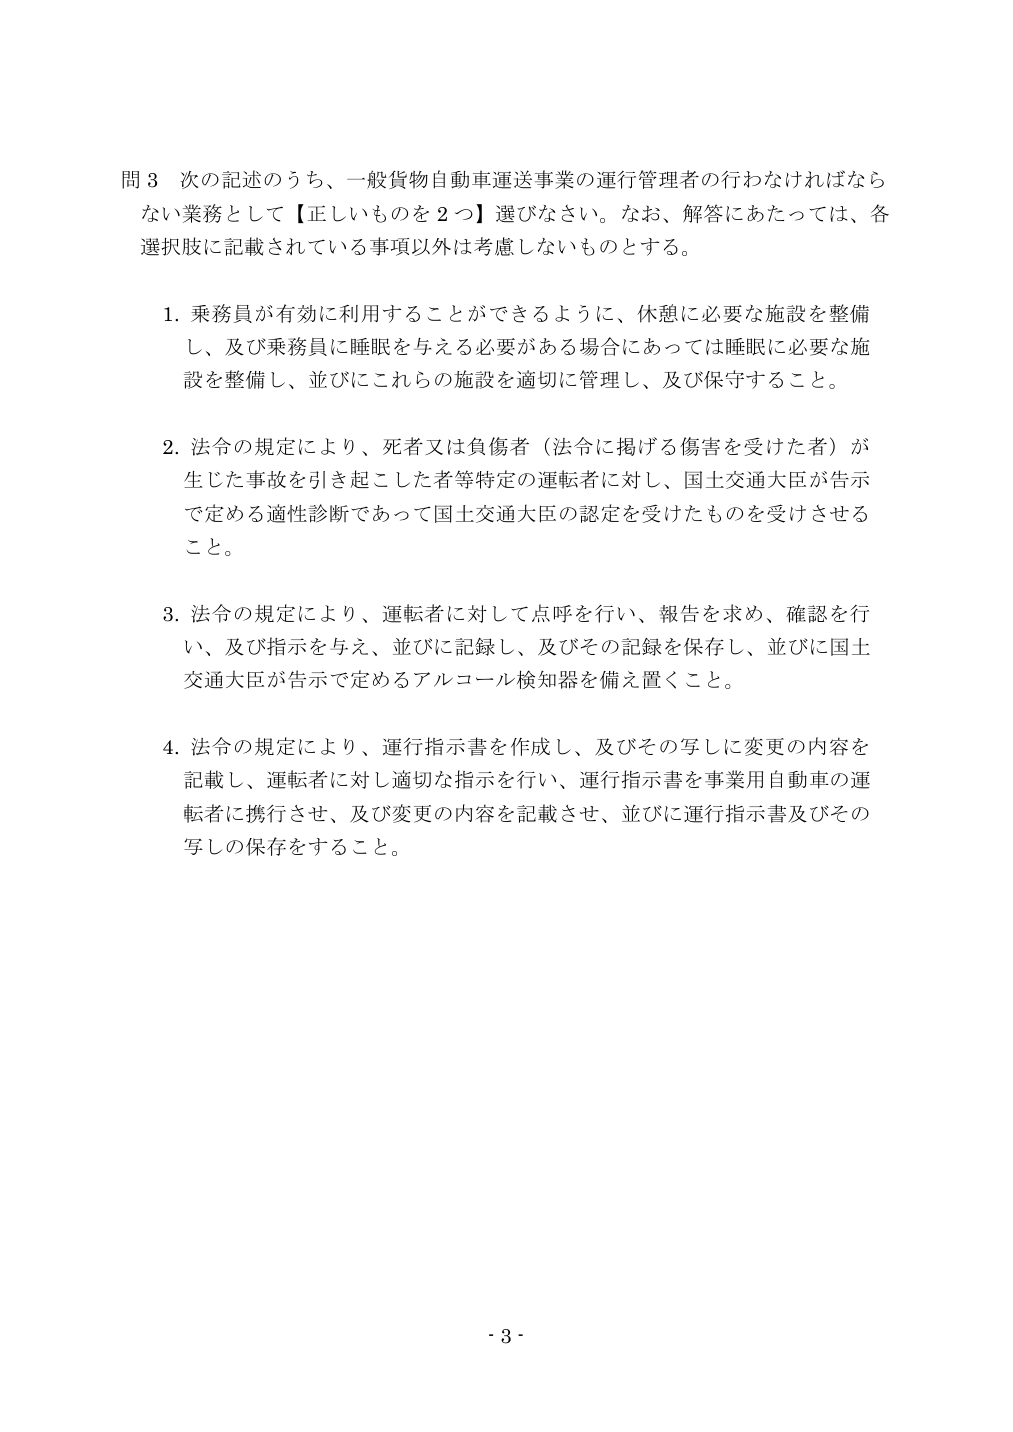 問 3　次の記述のうち、一般貨物自動車運送事業の運行管理者の行わなければなら
ない業務として【正しいものを 2 つ】選びなさい。なお、解答にあたっては、各
選択肢に記載されている事項以外は考慮しないものとする。
1. 乗務員が有効に利用することができるように、休憩に必要な施設を整備
し、及び乗務員に睡眠を与える必要がある場合にあっては睡眠に必要な施
設を整備し、並びにこれらの施設を適切に管理し、及び保守すること。
2. 法令の規定により、死者又は負傷者（法令に掲げる傷害を受けた者）が
生じた事故を引き起こした者等特定の運転者に対し、国土交通大臣が告示
で定める適性診断であって国土交通大臣の認定を受けたものを受けさせる
こと。
3. 法令の規定により、運転者に対して点呼を行い、報告を求め、確認を行
い、及び指示を与え、並びに記録し、及びその記録を保存し、並びに国土
交通大臣が告示で定めるアルコール検知器を備え置くこと。
4. 法令の規定により、運行指示書を作成し、及びその写しに変更の内容を
記載し、運転者に対し適切な指示を行い、運行指示書を事業用自動車の運
転者に携行させ、及び変更の内容を記載させ、並びに運行指示書及びその
写しの保存をすること。
- 3 -